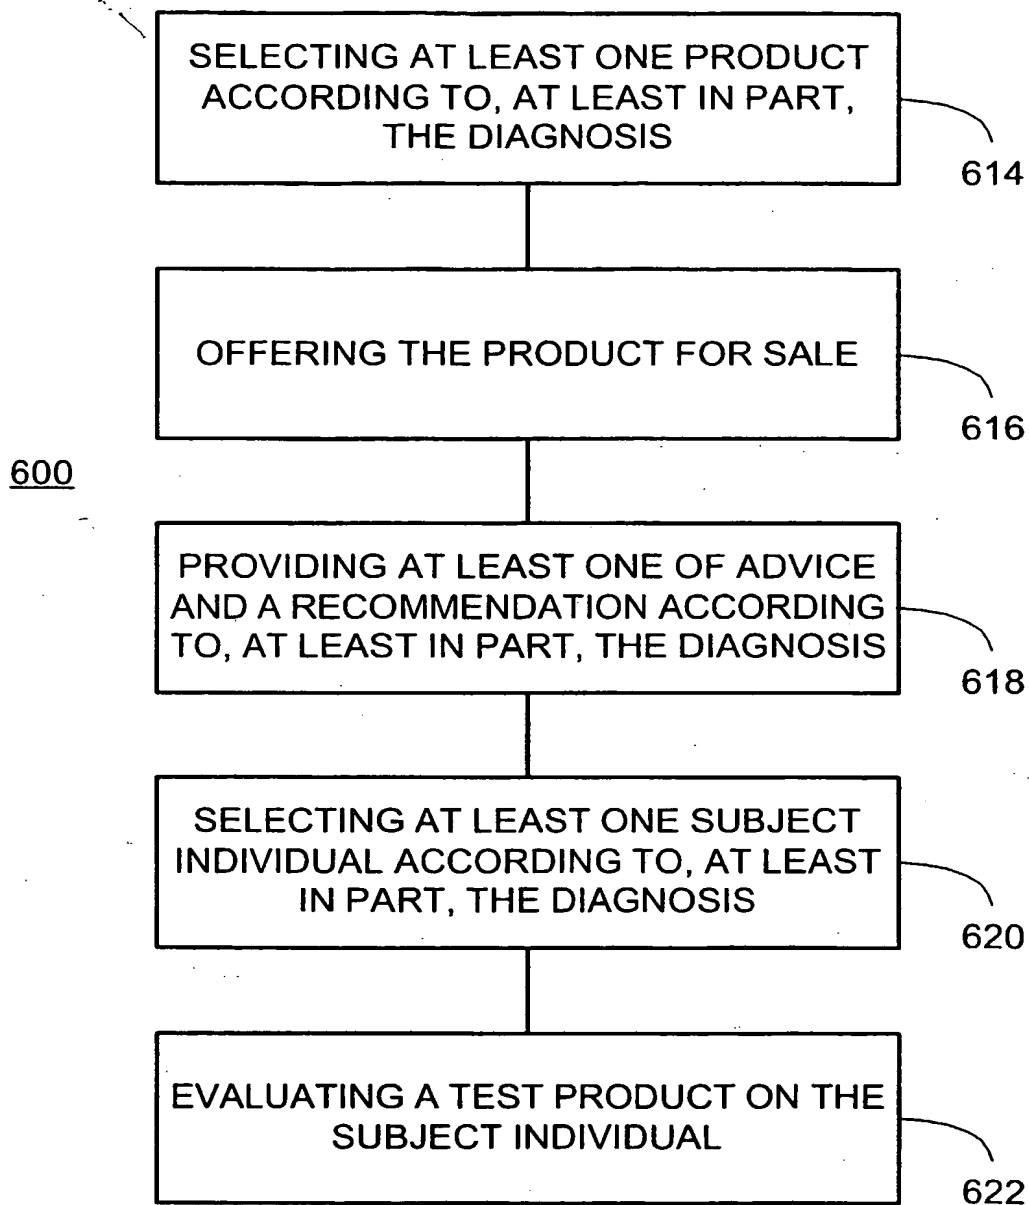 SELECTING AT LEAST ONE PRODUCT
ACCORDING TO, AT LEAST IN PART,
THE DIAGNOSIS
614
OFFERING THE PRODUCT FOR SALE
616
600
PROVIDING AT LEAST ONE OF ADVICE
AND A RECOMMENDATION ACCORDING
TO, AT LEAST IN PART, THE DIAGNOSIS
618
SELECTING AT LEAST ONE SUBJECT
INDIVIDUAL ACCORDING TO, AT LEAST
IN PART, THE DIAGNOSIS
620
EVALUATING A TEST PRODUCT ON THE
SUBJECT INDIVIDUAL
622